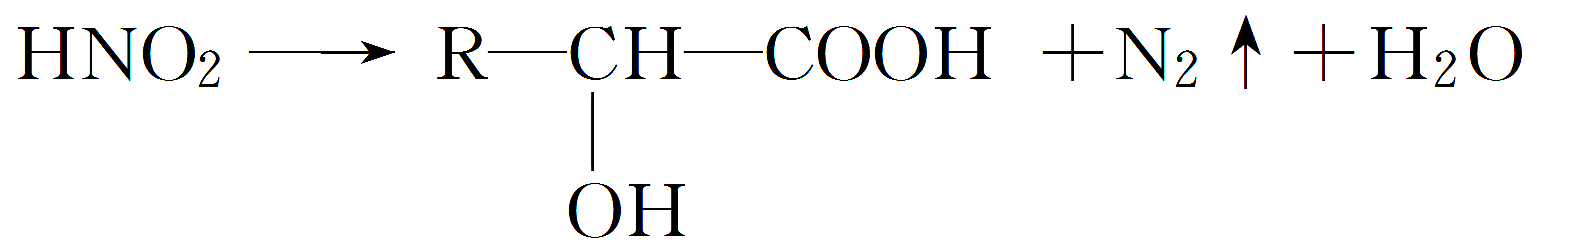 HNO₂ ⟶ R—CH—COOH +N₂↑+H₂O
OH